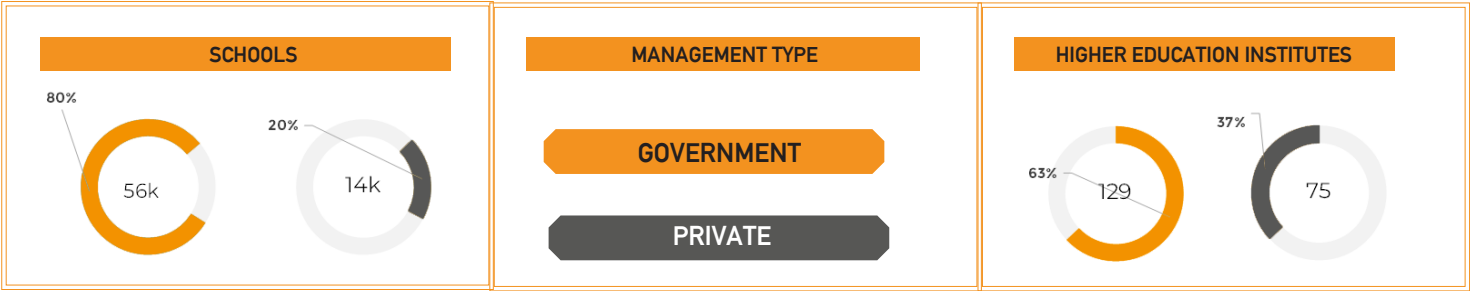 SCHOOLS
80%
20%
56k
14k
MANAGEMENT TYPE
GOVERNMENT
PRIVATE
HIGHER EDUCATION INSTITUTES
37%
63%
129
75